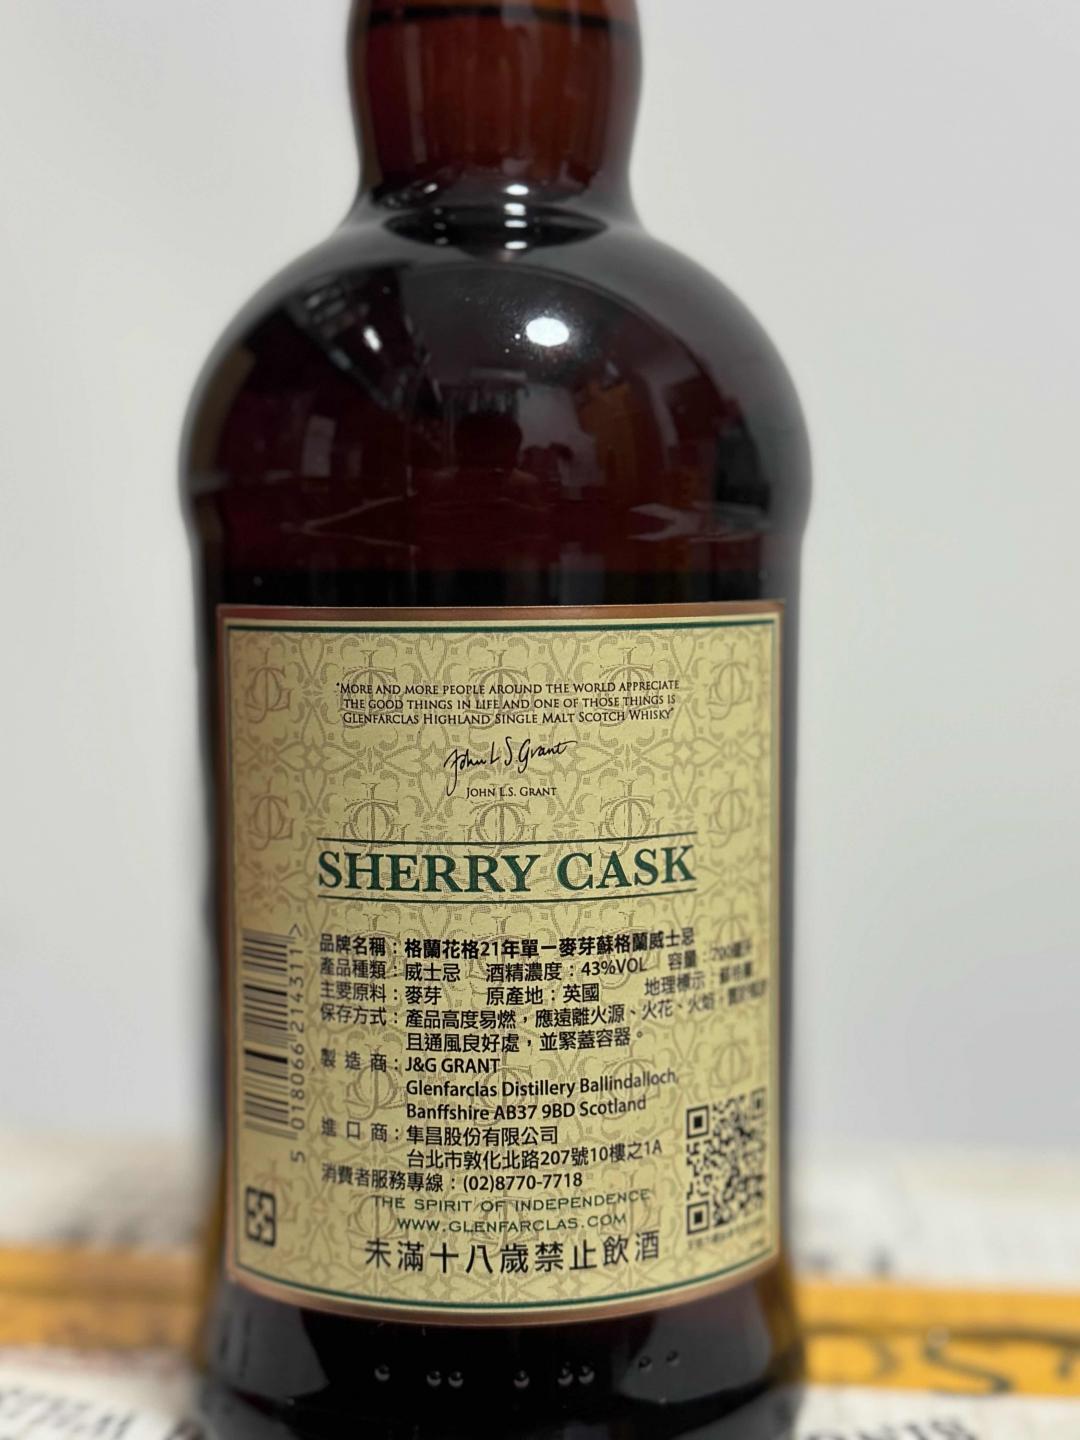 "MORE AND MORE PEOPLE AROUND THE WORLD APPRECIATE
THE GOOD THINGS IN LIFE AND ONE OF THOSE THINGS IS
GLENFARCLAS HIGHLAND SINGLE MALT SCOTCH WHISKY"
John L S Grant
JOHN L.S. GRANT
SHERRY CASK
品牌名稱：格蘭花格21年單一麥芽蘇格蘭威士忌
產品種類：威士忌 酒精濃度：43%VOL 容量：700毫升
主要原料：麥芽 原產地：英國 地理標示：蘇格蘭
保存方式：產品高度易燃，應遠離火源、火花、火焰，
且通風良好處，並緊蓋容器。
製造商：J&G GRANT
Glenfarclas Distillery Ballindalloch,
Banffshire AB37 9BD Scotland
進口商：隼昌股份有限公司
台北市敦化北路207號10樓之1A
消費者服務專線：(02)8770-7718
THE SPIRIT OF INDEPENDENCE
WWW.GLENFARCLAS.COM
未滿十八歲禁止飲酒
5 018066 214311 >